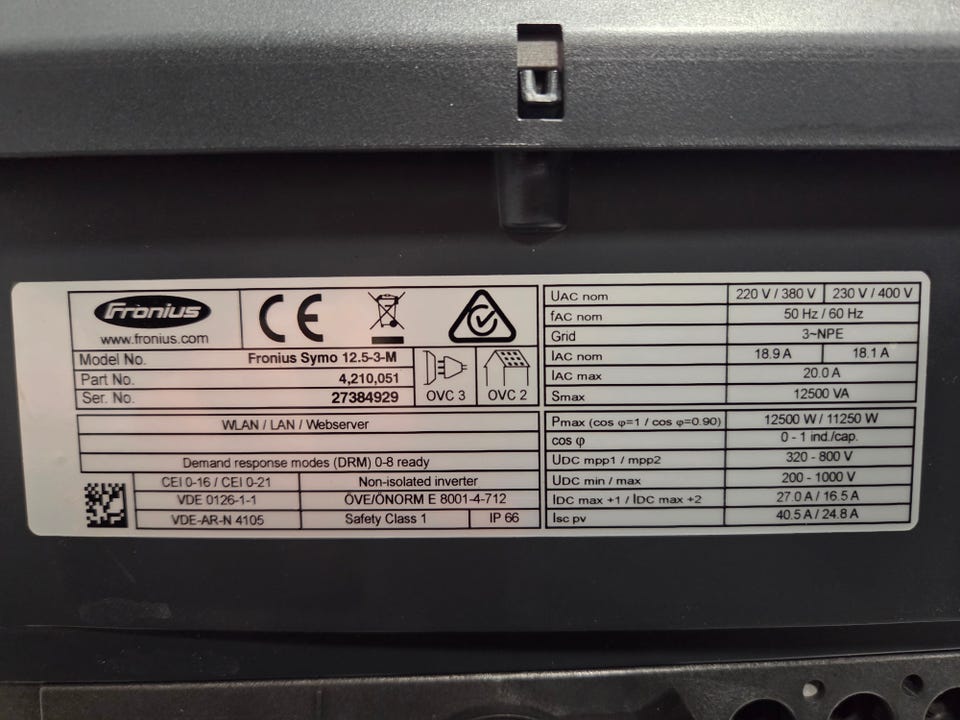 Fronius
www.fronius.com
CE
Model No. Fronius Symo 12.5-3-M
Part No. 4,210,051
Ser. No. 27384929
OVC 3 OVC 2
WLAN / LAN / Webserver
Demand response modes (DRM) 0-8 ready
CEI 0-16 / CEI 0-21 Non-isolated inverter
VDE 0126-1-1 ÖVE/ÖNORM E 8001-4-712
VDE-AR-N 4105 Safety Class 1 IP 66
UAC nom 220 V / 380 V 230 V / 400 V
fAC nom 50 Hz / 60 Hz
Grid 3~NPE
IAC nom 18.9 A 18.1 A
IAC max 20.0 A
Smax 12500 VA
Pmax (cos φ=1 / cos φ=0.90) 12500 W / 11250 W
cos φ 0 - 1 ind./cap.
UDC mpp1 / mpp2 320 - 800 V
UDC min / max 200 - 1000 V
IDC max +1 / IDC max +2 27.0 A / 16.5 A
Isc pv 40.5 A / 24.8 A